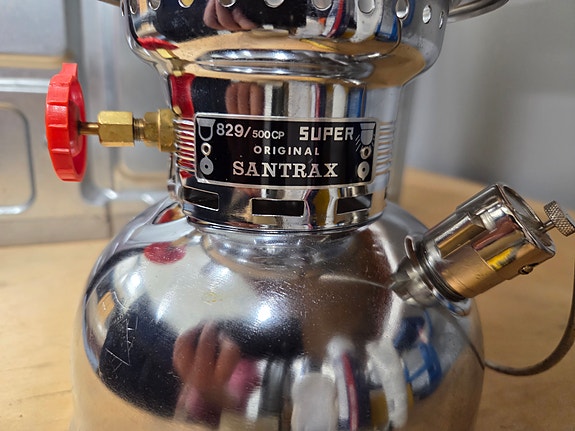 829/500CP SUPER
ORIGINAL
SANTRAX